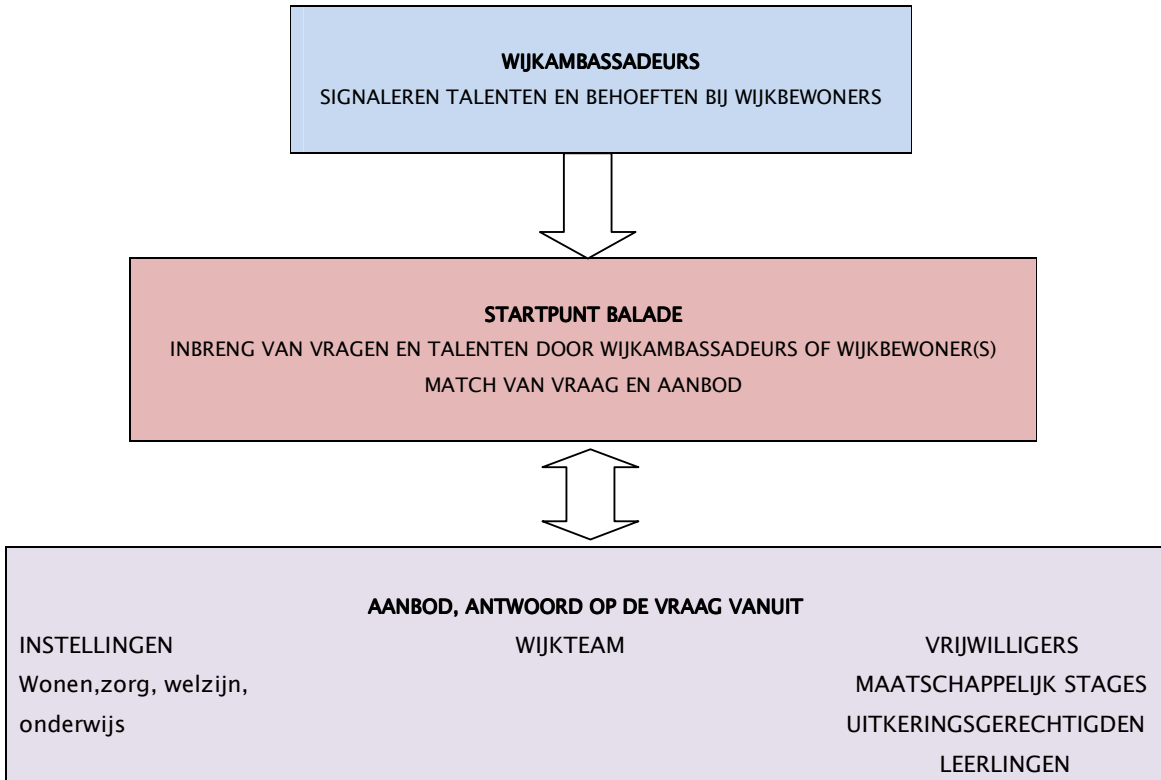 WIJKAMBASSADEURS
SIGNALEREN TALENTEN EN BEHOEFTEN BIJ WIJKBEWONERS
STARTPUNT BALADE
INBRENG VAN VRAGEN EN TALENTEN DOOR WIJKAMBASSADEURS OF WIJKBEWONER(S)
MATCH VAN VRAAG EN AANBOD
AANBOD, ANTWOORD OP DE VRAAG VANUIT
INSTELLINGEN WIJKTEAM VRIJWILLIGERS
Wonen,zorg, welzijn, MAATSCHAPPELIJK STAGES
onderwijs UITKERINGSGERECHTIGDEN
LEERLINGEN